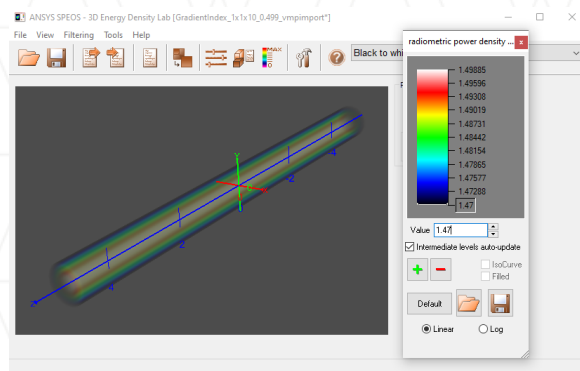 ANSYS SPEOS - 3D Energy Density Lab [GradientIndex_1x1x10_0.499_vmpimport*]
File View Filtering Tools Help
MAX
Black to whi
radiometric power density ...
x
1.49885
1.49596
1.49308
1.49019
1.48731
1.48442
1.48154
1.47865
1.47577
1.47288
1.47
Y
-4
-2
2
4
Z
Value 1.47
Intermediate levels auto-update
IsoCurve
Filled
Default
Linear Log